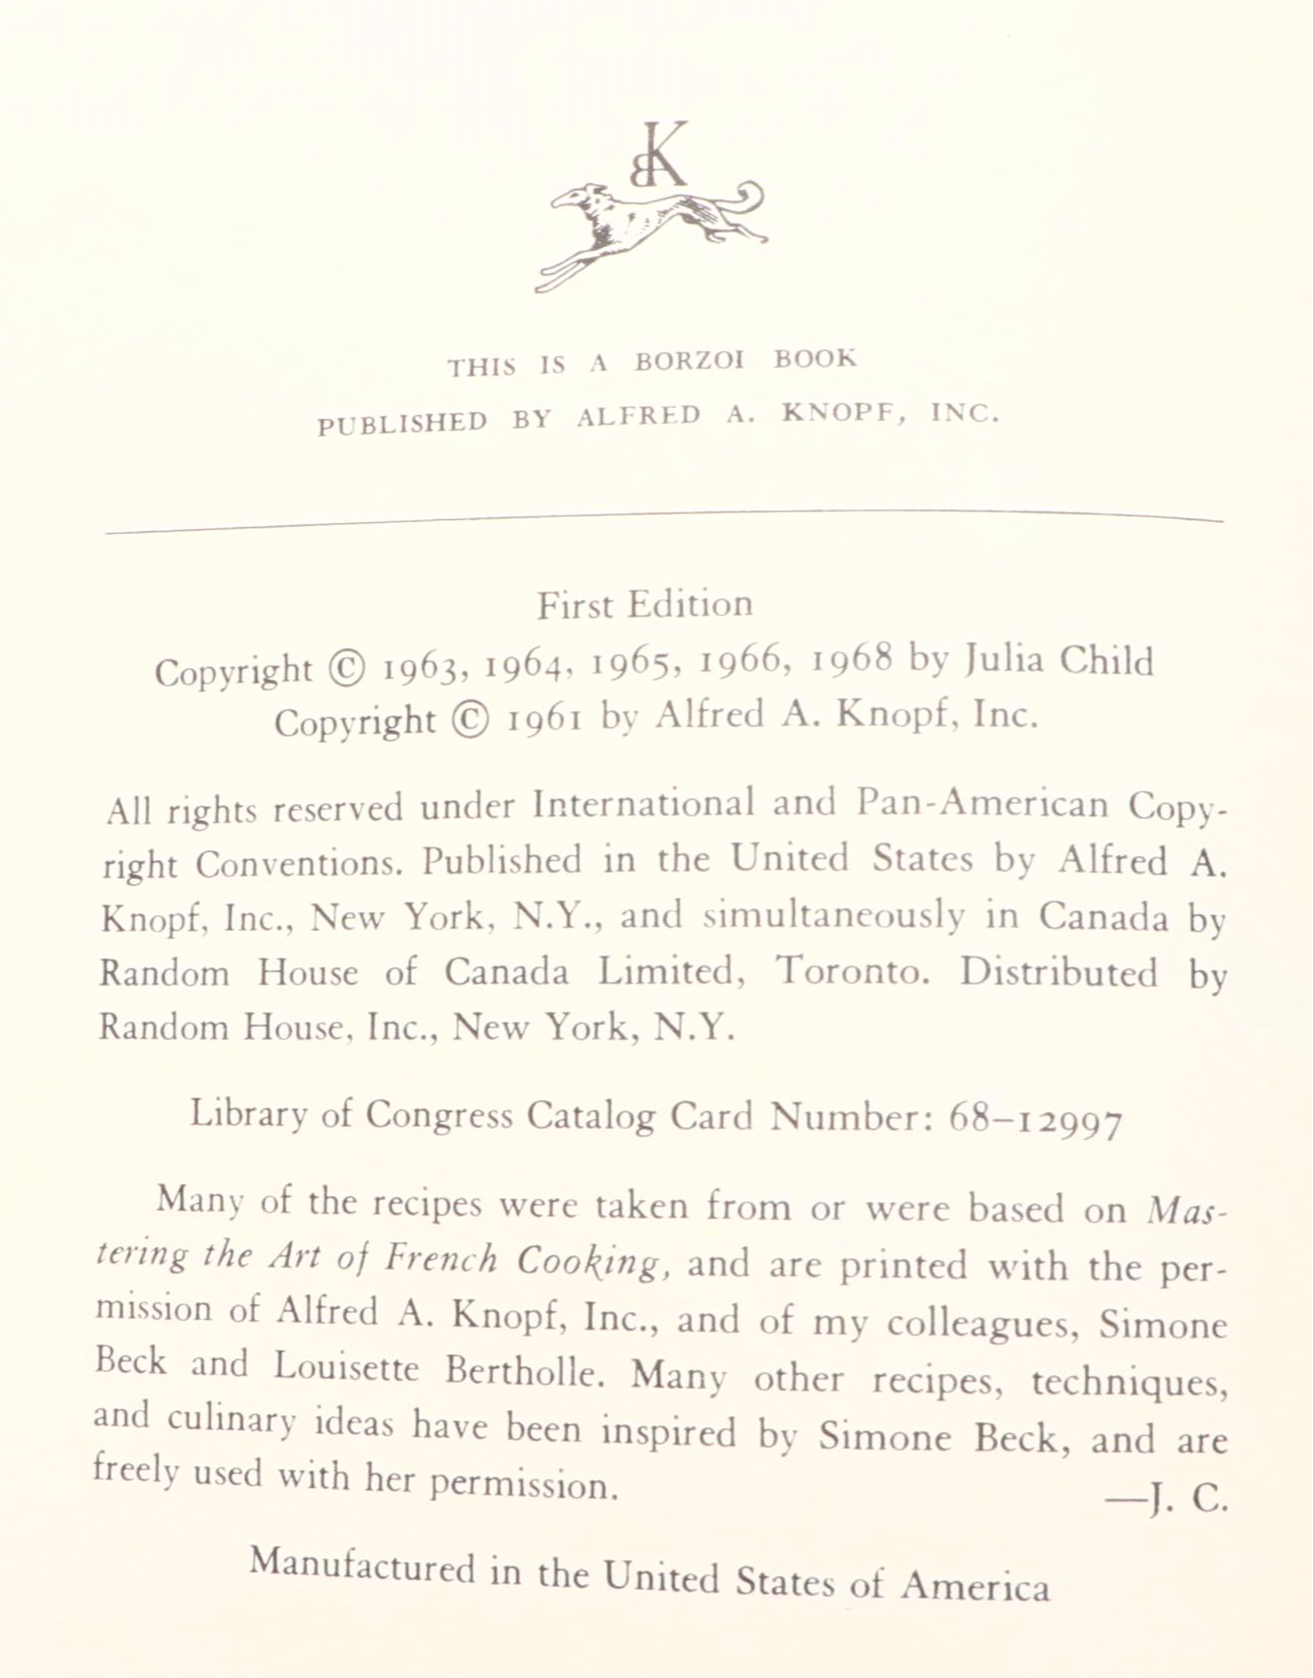 BK
THIS IS A BORZOI BOOK
PUBLISHED BY ALFRED A. KNOPF, INC.
First Edition
Copyright © 1963, 1964, 1965, 1966, 1968 by Julia Child
Copyright © 1961 by Alfred A. Knopf, Inc.
All rights reserved under International and Pan-American Copy-
right Conventions. Published in the United States by Alfred A.
Knopf, Inc., New York, N.Y., and simultaneously in Canada by
Random House of Canada Limited, Toronto. Distributed by
Random House, Inc., New York, N.Y.
Library of Congress Catalog Card Number: 68–12997
Many of the recipes were taken from or were based on Mas-
tering the Art of French Cooking, and are printed with the per-
mission of Alfred A. Knopf, Inc., and of my colleagues, Simone
Beck and Louisette Bertholle. Many other recipes, techniques,
and culinary ideas have been inspired by Simone Beck, and are
freely used with her permission. —J. C.
Manufactured in the United States of America